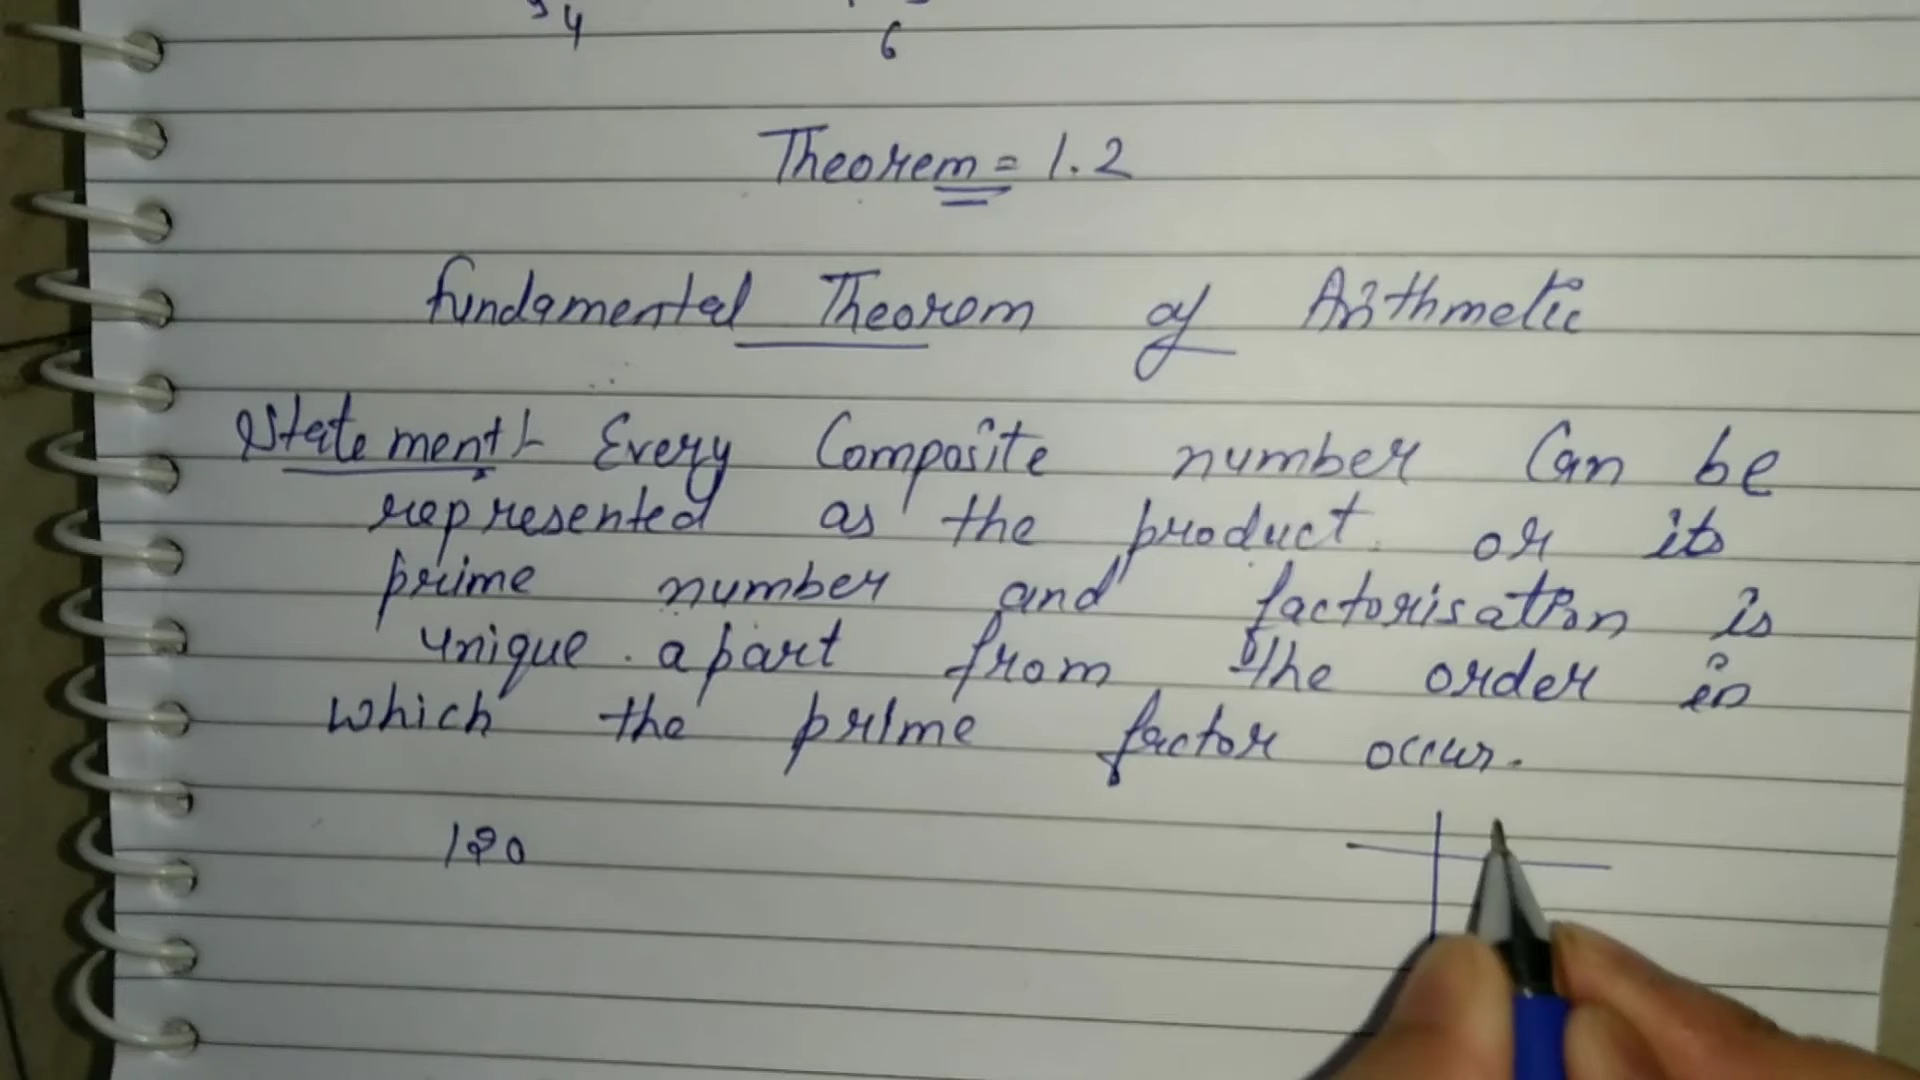 4 6
Theorem = 1.2
fundamental Theorem of Arithmetic
Statement :- Every Composite number Can be
represented as the product or its
prime number and factorisation is
unique . apart from the order in
which the prime factor occur.